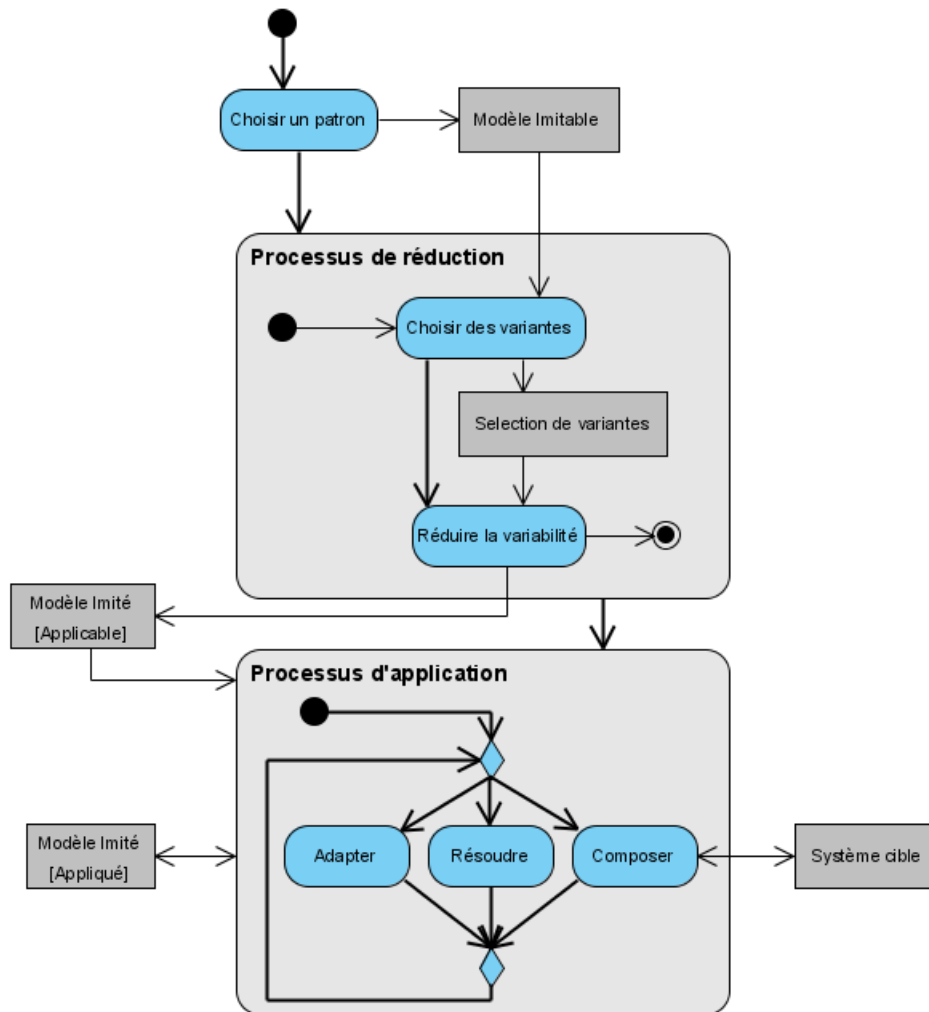 Choisir un patron
Modèle Imitable
Processus de réduction
Choisir des variantes
Selection de variantes
Réduire la variabilité
Modèle Imité
[Applicable]
Processus d'application
Adapter
Résoudre
Composer
Modèle Imité
[Appliqué]
Système cible